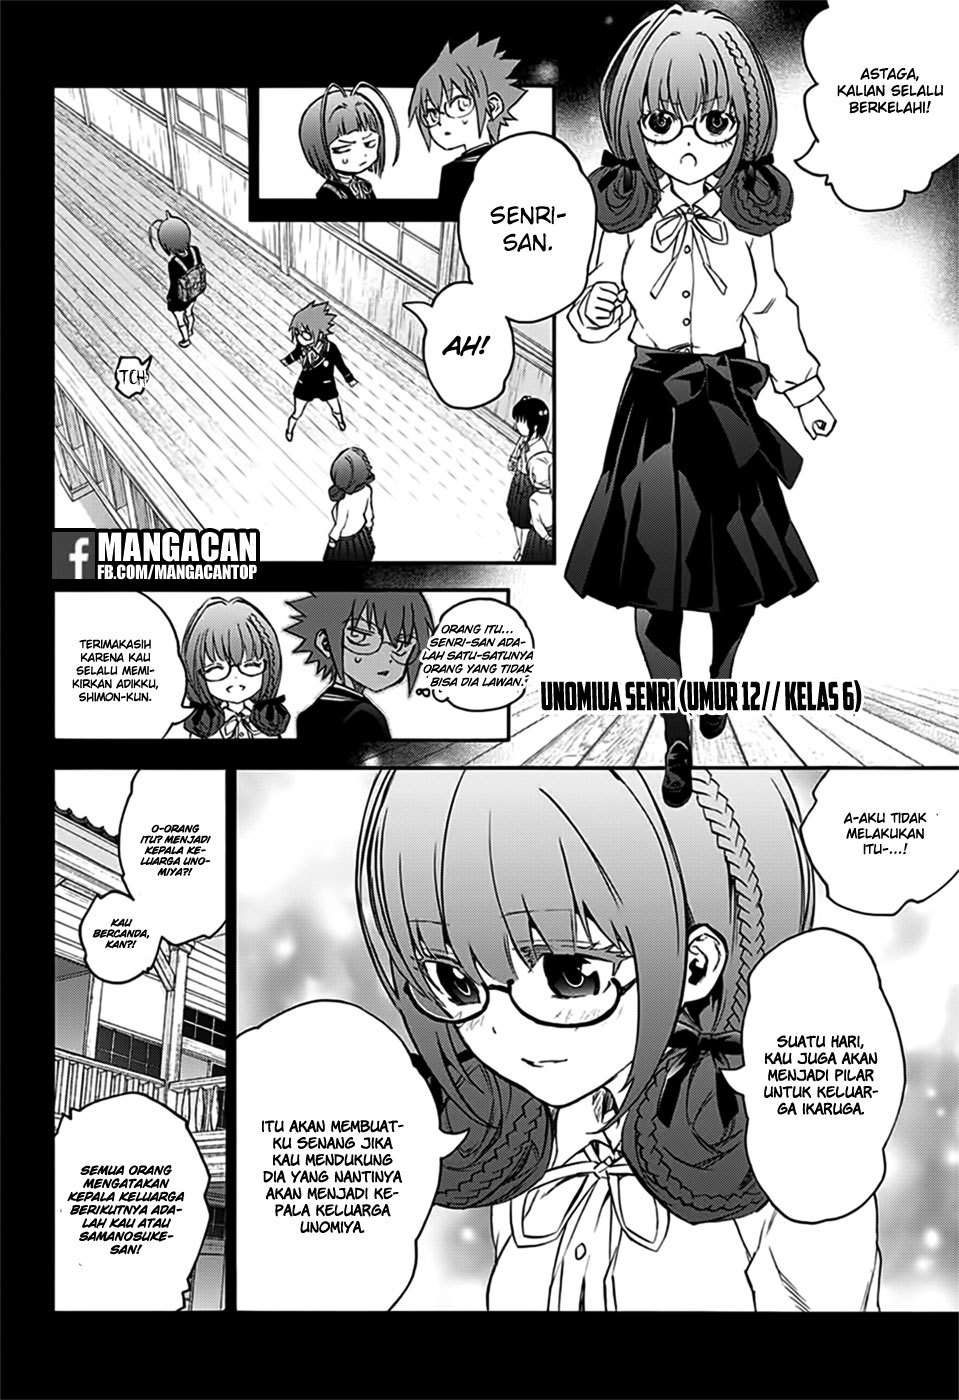 ASTAGA,
KALIAN SELALU
BERKELAHI!
SENRI-
SAN.
AH!
TCH
MANGACAN
FB.COM/MANGACANTOP
UNOMIUA SENRI (UMUR 12// KELAS 6)
ORANG ITU...
SENRI-SAN ADA-
LAH SATU-SATUNYA
ORANG YANG TIDAK
BISA DIA LAWAN.
TERIMAKASIH
KARENA KAU
SELALU MEMI-
KIRKAN ADIKKU,
SHIMON-KUN.
A-AKU TIDAK
MELAKUKAN
ITU-...!
SUATU HARI,
KAU JUGA AKAN
MENJADI PILAR
UNTUK KELUAR-
GA IKARUGA.
ITU AKAN MEMBUAT-
KU SENANG JIKA
KAU MENDUKUNG
DIA YANG NANTINYA
AKAN MENJADI KE-
PALA KELUARGA
UNOMIYA.
O-ORANG
ITU? MENJADI
KEPALA KE-
LUARGA UNO-
MIYA?!
KAU
BERCANDA,
KAN?!
SEMUA ORANG
MENGATAKAN
KEPALA KELUARGA
BERIKUTNYA ADA-
LAH KAU ATAU
SAMANOSUKE-
SAN!